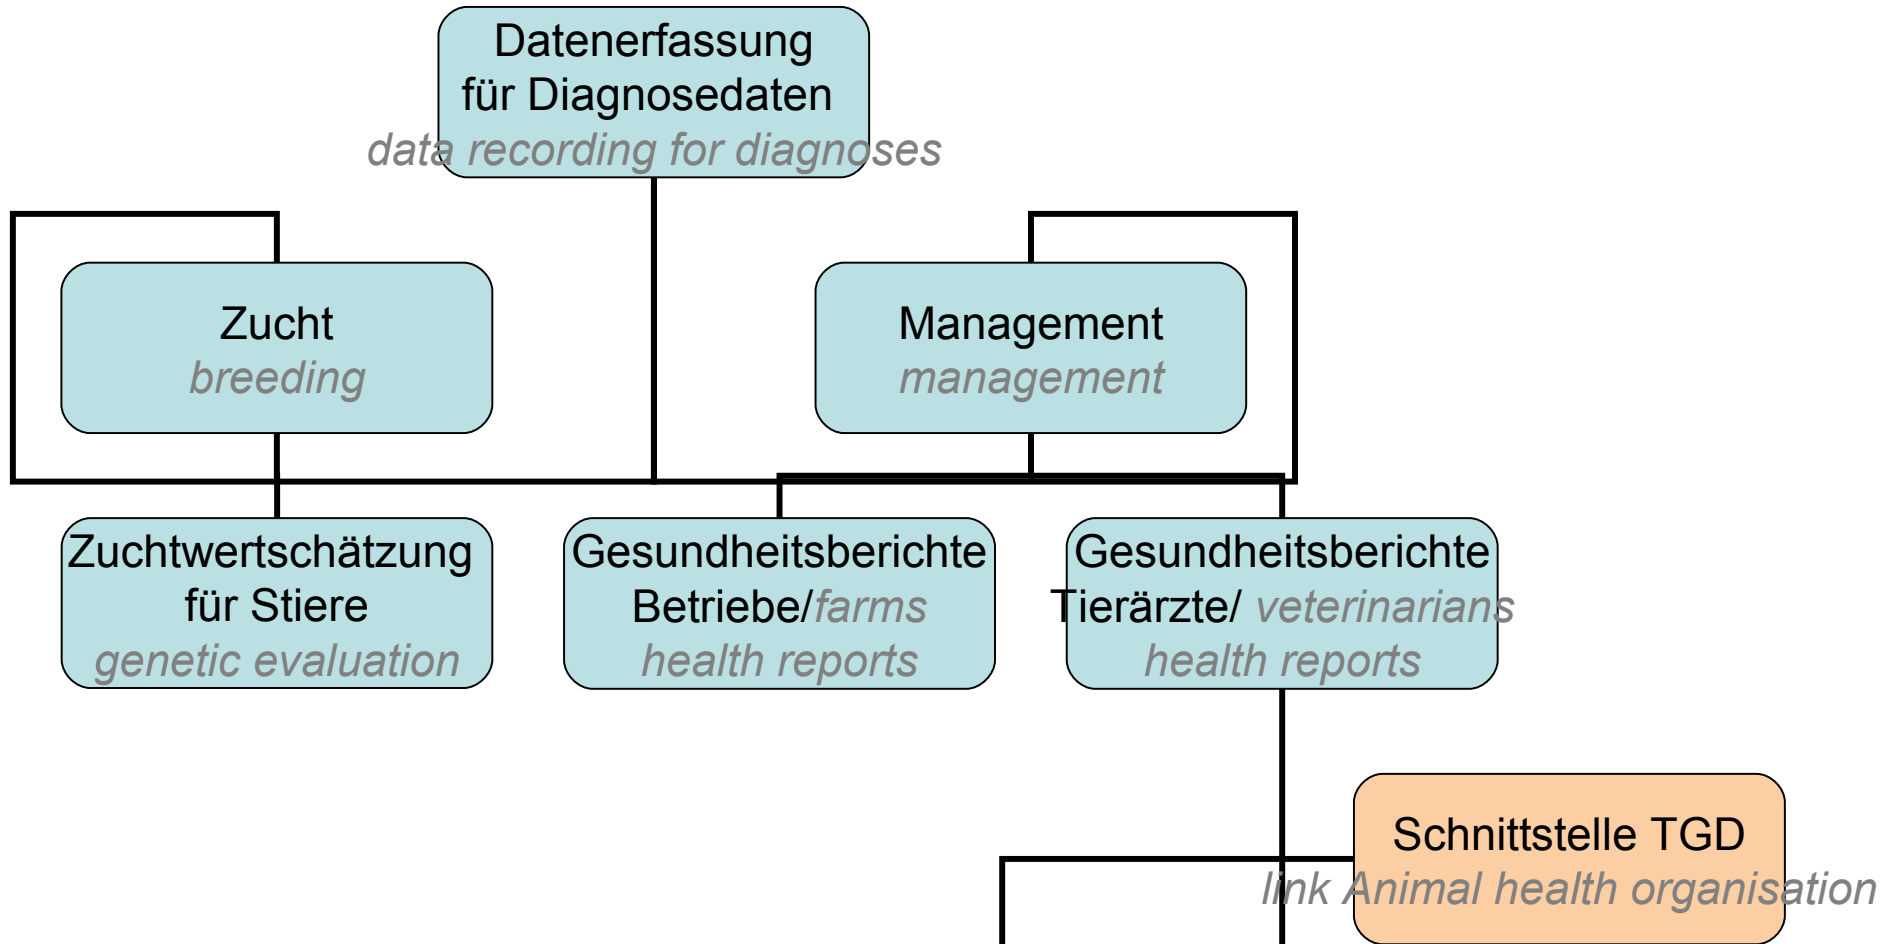 Datenerfassung
für Diagnosedaten
data recording for diagnoses
Zucht
breeding
Management
management
Zuchtwertschätzung
für Stiere
genetic evaluation
Gesundheitsberichte
Betriebe/farms
health reports
Gesundheitsberichte
Tierärzte/ veterinarians
health reports
Schnittstelle TGD
link Animal health organisation